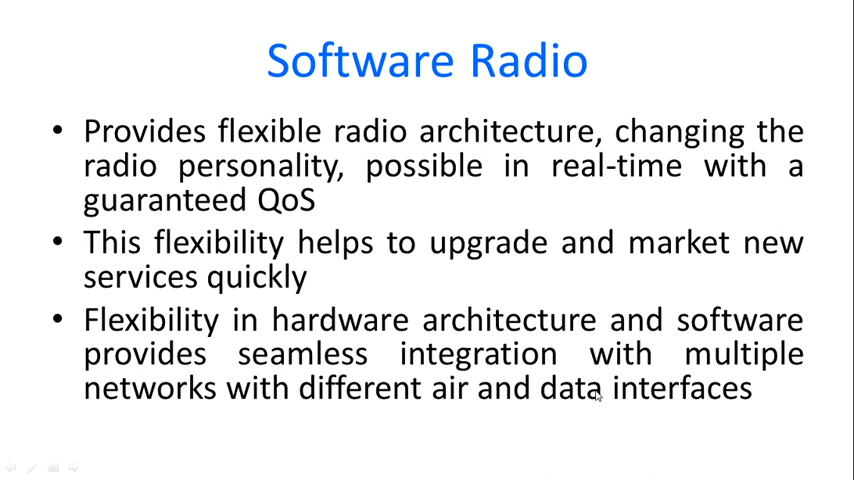 Software Radio
• Provides flexible radio architecture, changing the
radio personality, possible in real-time with a
guaranteed QoS
• This flexibility helps to upgrade and market new
services quickly
• Flexibility in hardware architecture and software
provides seamless integration with multiple
networks with different air and data interfaces